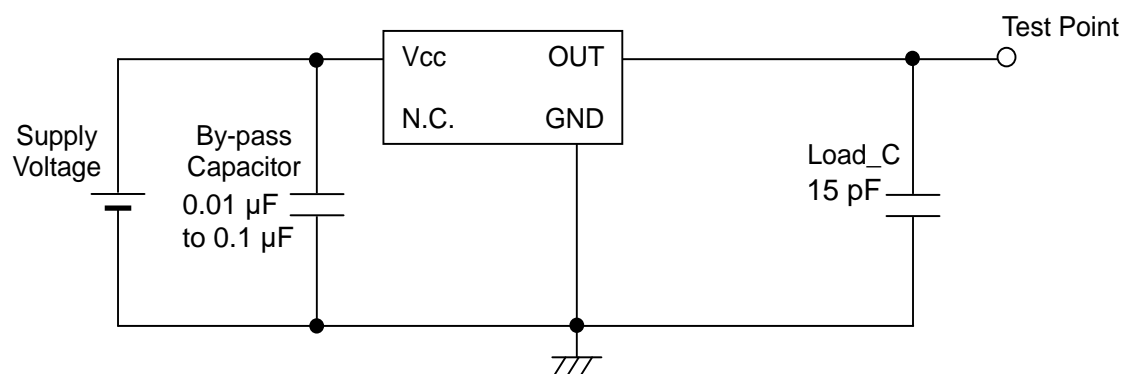 Test Point
Vcc OUT
N.C. GND
Supply
Voltage
By-pass
Capacitor
0.01 µF
to 0.1 µF
Load_C
15 pF